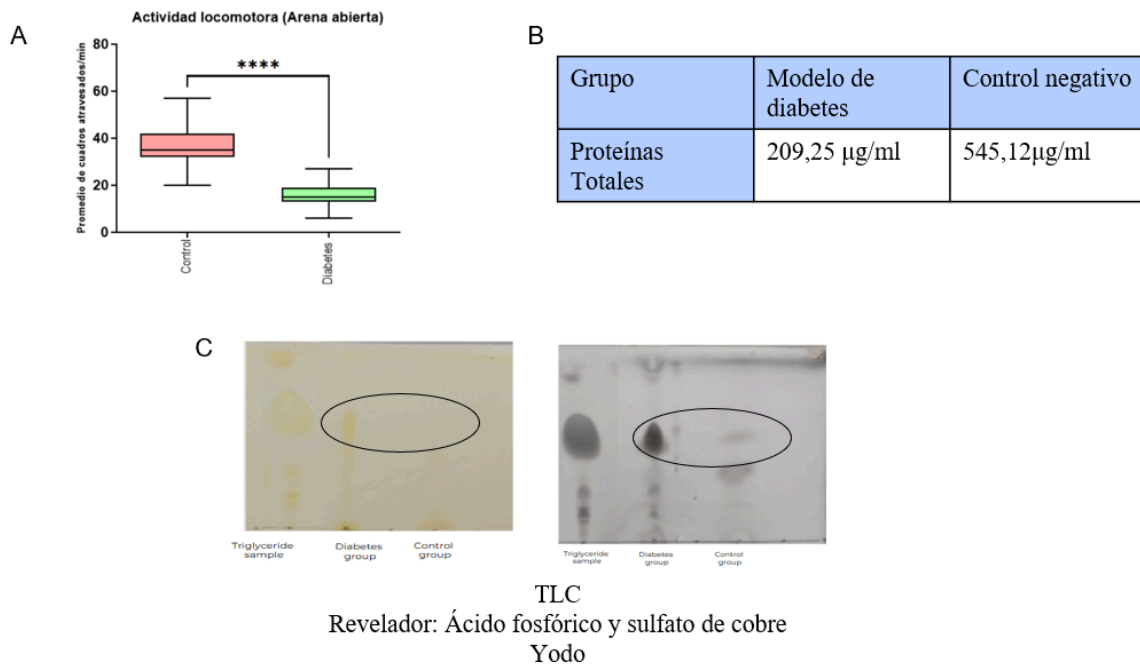 A
Actividad locomotora (Arena abierta)
Promedio de cuadros atravesados/min
80
60
40
20
0
****
Control
Diabetes
B
Grupo
Modelo de
diabetes
Control negativo
Proteínas
Totales
209,25 µg/ml
545,12µg/ml
C
Triglyceride
sample
Diabetes
group
Control
group
Triglyceride
sample
Diabetes
group
Control
group
TLC
Revelador: Ácido fosfórico y sulfato de cobre
Yodo